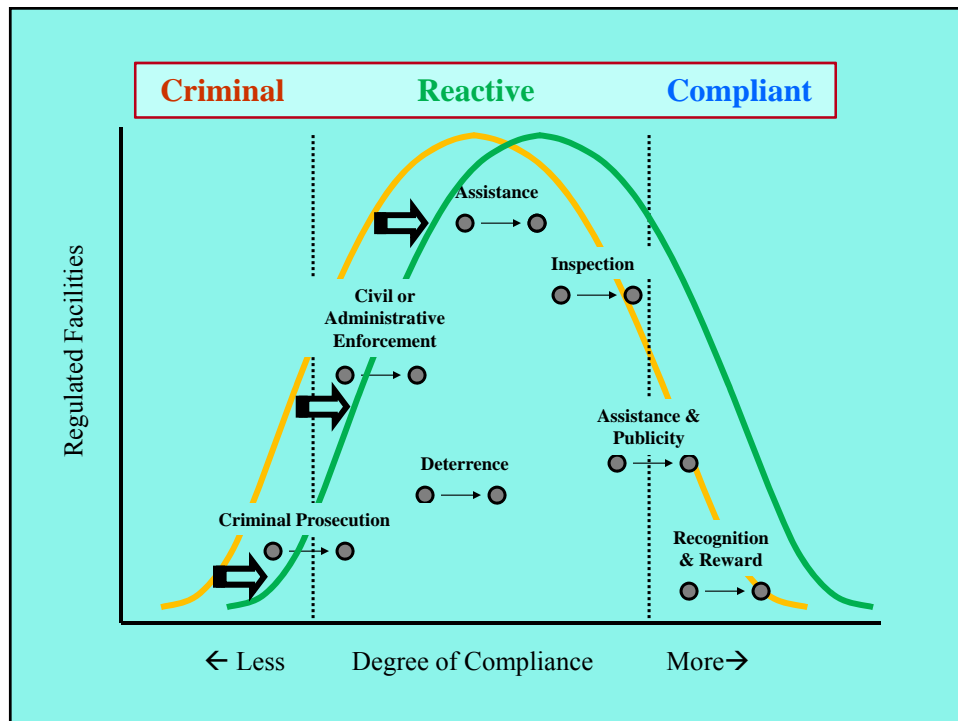 Criminal Reactive Compliant
Assistance
Inspection
Civil or
Administrative
Enforcement
Assistance &
Publicity
Deterrence
Criminal Prosecution
Recognition
& Reward
Regulated Facilities
← Less Degree of Compliance More→